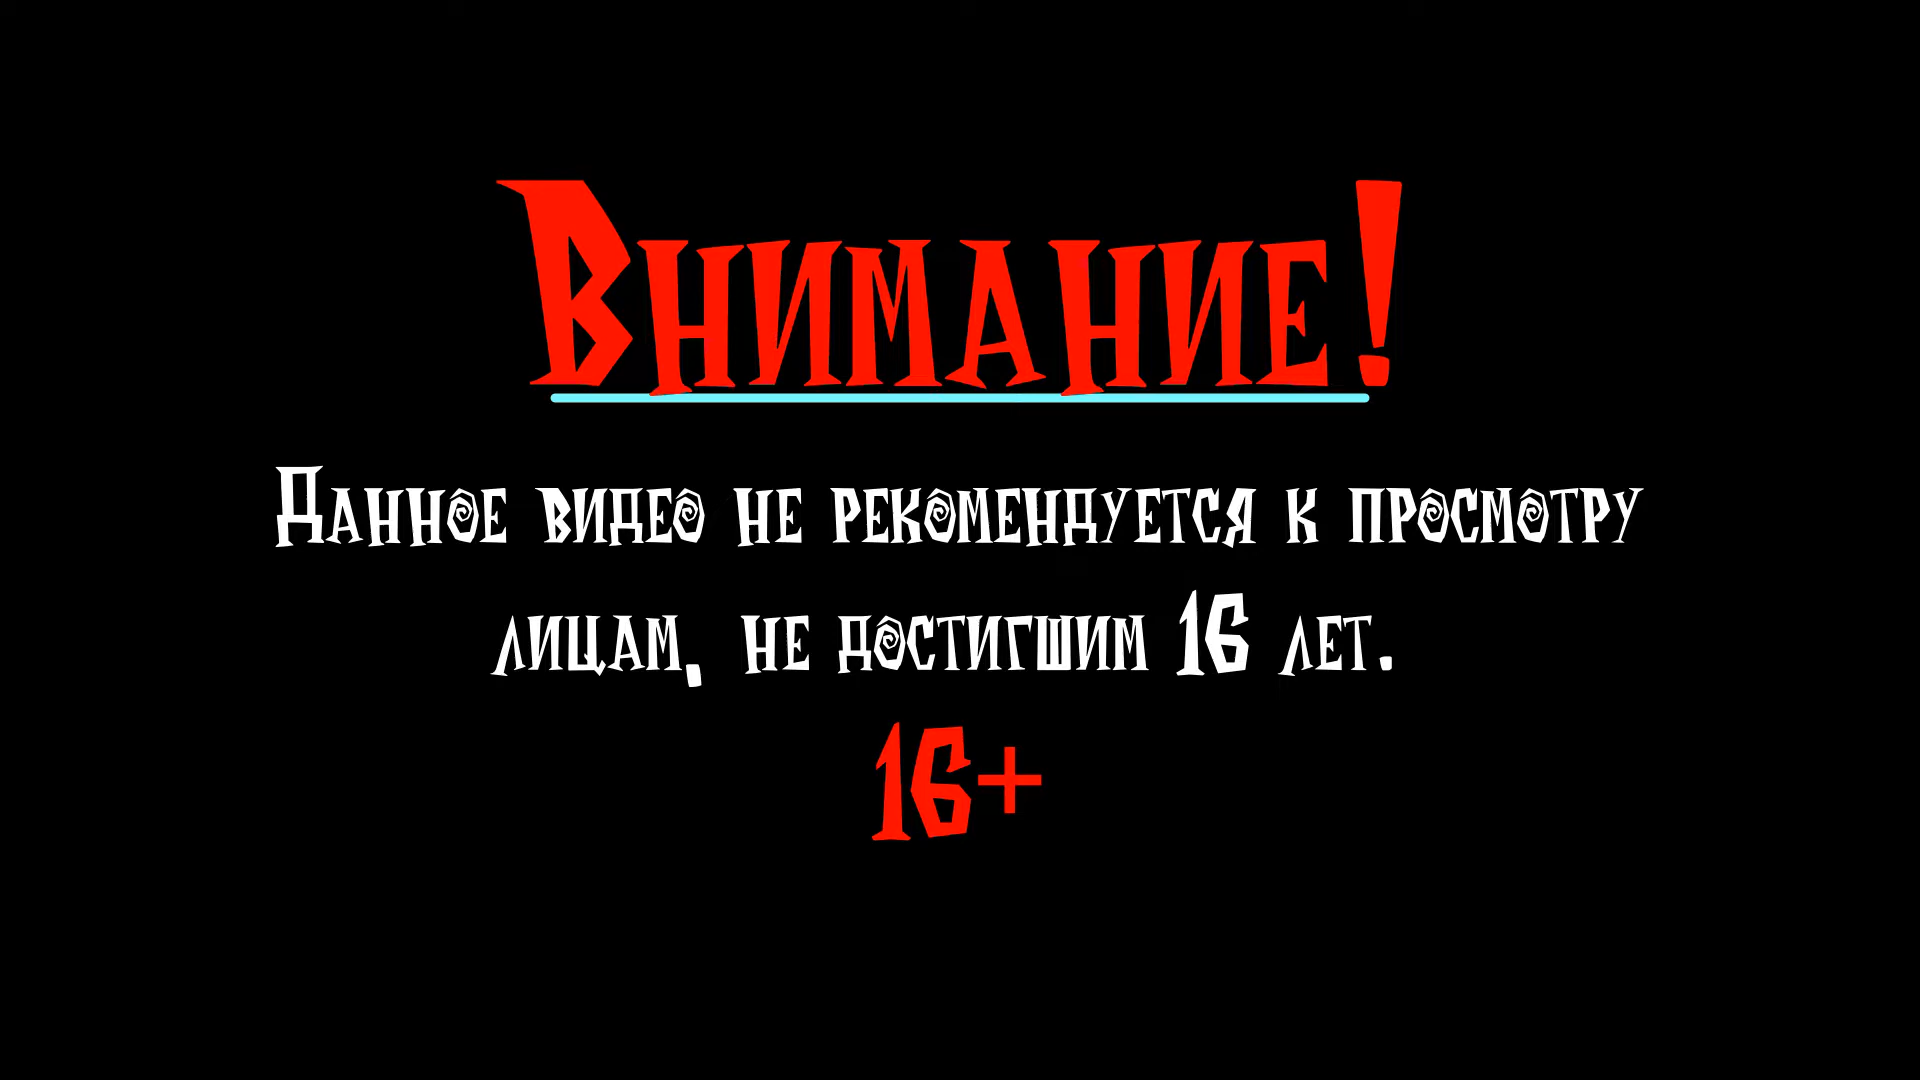 Внимание!
Данное видео не рекомендуется к просмотру
лицам, не достигшим 16 лет.
16+